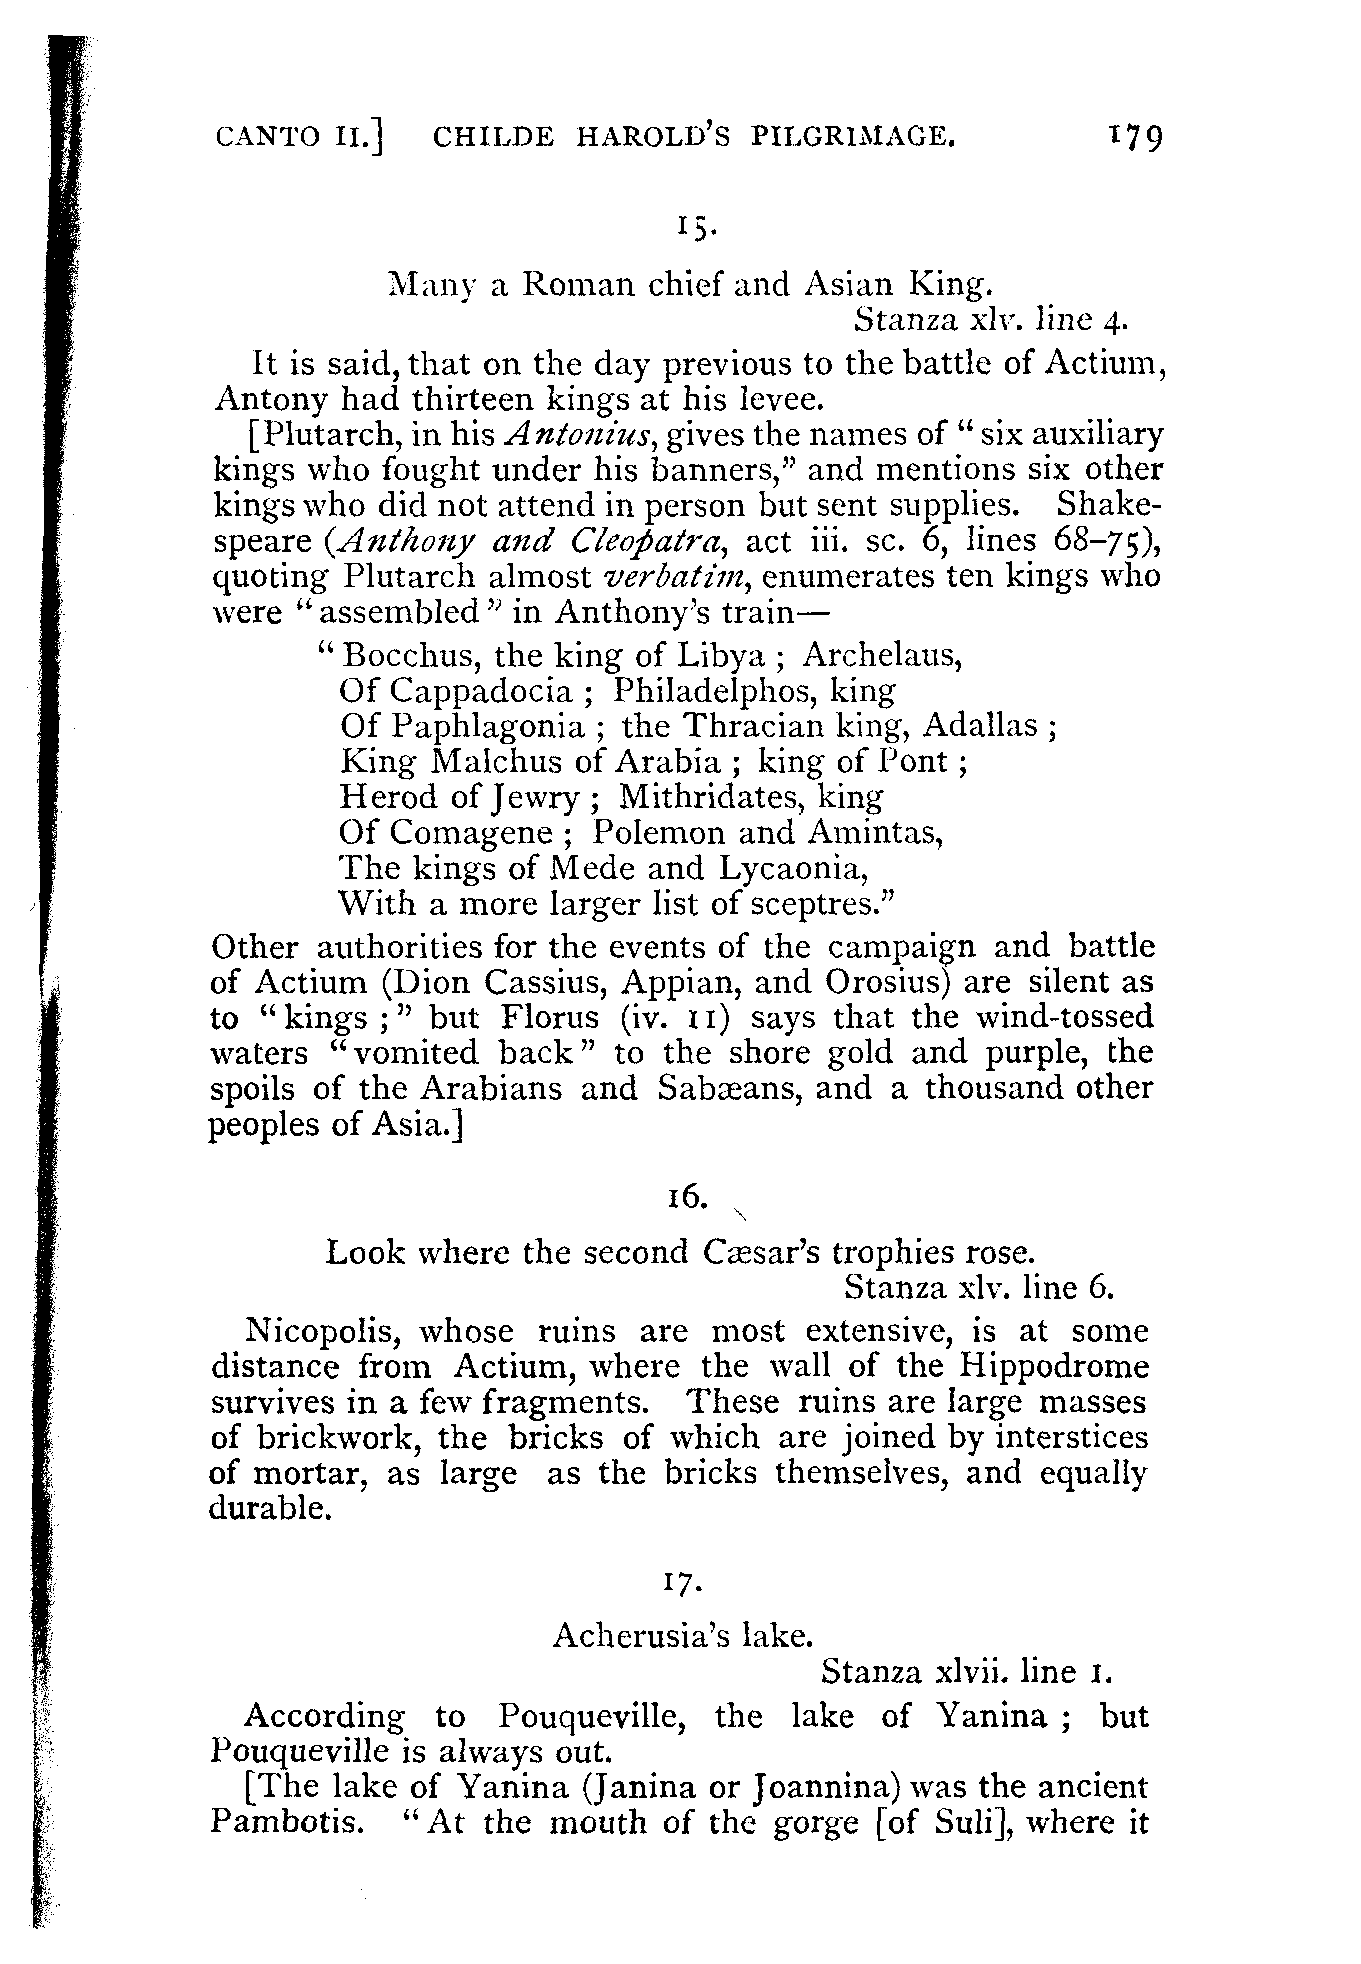 CANTO II.] CHILDE HAROLD'S PILGRIMAGE. 179
15.
Many a Roman chief and Asian King.
Stanza xlv. line 4.
It is said, that on the day previous to the battle of Actium,
Antony had thirteen kings at his levee.
[Plutarch, in his Antonius, gives the names of "six auxiliary
kings who fought under his banners," and mentions six other
kings who did not attend in person but sent supplies. Shake-
speare (Anthony and Cleopatra, act iii. sc. 6, lines 68–75),
quoting Plutarch almost verbatim, enumerates ten kings who
were "assembled" in Anthony's train—
"Bocchus, the king of Libya ; Archelaus,
Of Cappadocia ; Philadelphos, king
Of Paphlagonia ; the Thracian king, Adallas ;
King Malchus of Arabia ; king of Pont ;
Herod of Jewry ; Mithridates, king
Of Comagene ; Polemon and Amintas,
The kings of Mede and Lycaonia,
With a more larger list of sceptres."
Other authorities for the events of the campaign and battle
of Actium (Dion Cassius, Appian, and Orosius) are silent as
to "kings ;" but Florus (iv. 11) says that the wind-tossed
waters "vomited back" to the shore gold and purple, the
spoils of the Arabians and Sabæans, and a thousand other
peoples of Asia.]
16.
Look where the second Cæsar's trophies rose.
Stanza xlv. line 6.
Nicopolis, whose ruins are most extensive, is at some
distance from Actium, where the wall of the Hippodrome
survives in a few fragments. These ruins are large masses
of brickwork, the bricks of which are joined by interstices
of mortar, as large as the bricks themselves, and equally
durable.
17.
Acherusia's lake.
Stanza xlvii. line 1.
According to Pouqueville, the lake of Yanina ; but
Pouqueville is always out.
[The lake of Yanina (Janina or Joannina) was the ancient
Pambotis. "At the mouth of the gorge [of Suli], where it